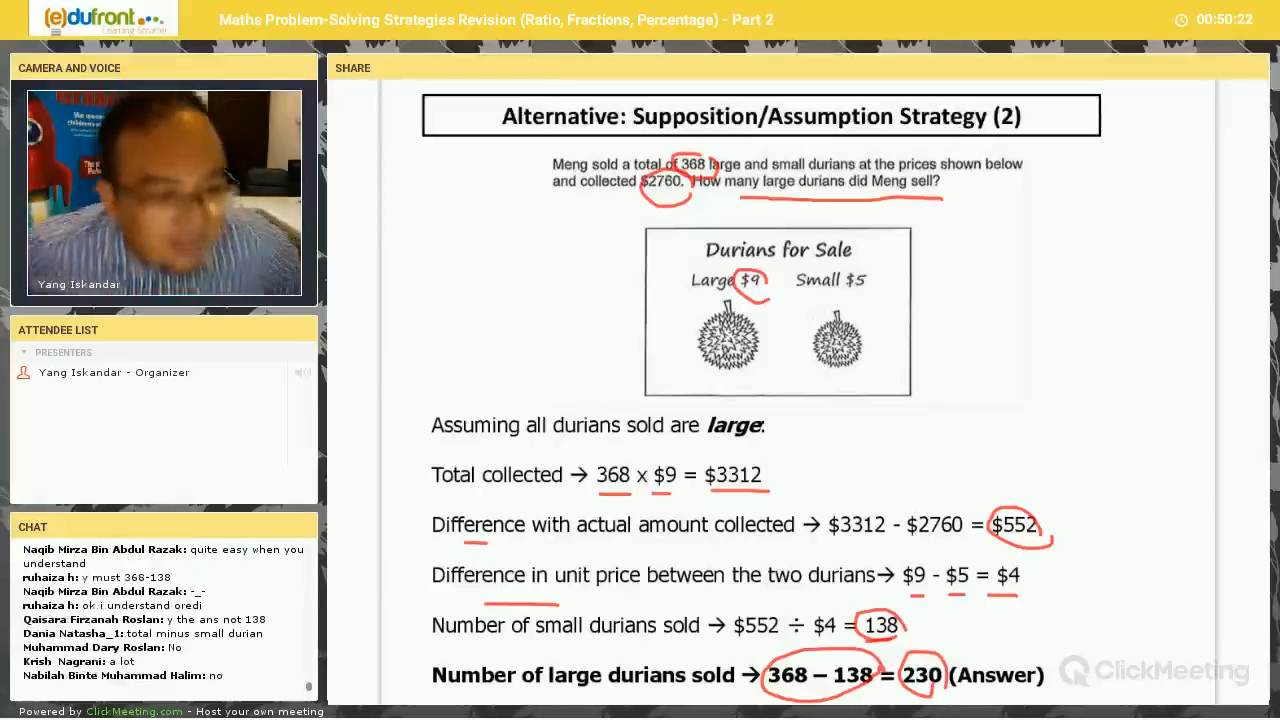 (e)dufront
Learning Smarter
Maths Problem-Solving Strategies Revision (Ratio, Fractions, Percentage) - Part 2
00:50:22
CAMERA AND VOICE
Yang Iskandar
ATTENDEE LIST
PRESENTERS
Yang Iskandar - Organizer
CHAT
Naqib Mirza Bin Abdul Razak: quite easy when you
understand
ruhaiza h: y must 368-138
Naqib Mirza Bin Abdul Razak: -_-
ruhaiza h: ok i understand oredi
Qaisara Firzanah Roslan: y the ans not 138
Dania Natasha_1: total minus small durian
Muhammad Dary Roslan: No
Krish Nagrani: a lot
Nabilah Binte Muhammad Halim: no
Powered by ClickMeeting.com - Host your own meeting
SHARE
Alternative: Supposition/Assumption Strategy (2)
Meng sold a total of 368 large and small durians at the prices shown below
and collected $2760. How many large durians did Meng sell?
Durians for Sale
Large $9 Small $5
Assuming all durians sold are large:
Total collected → 368 x $9 = $3312
Difference with actual amount collected → $3312 - $2760 = $552
Difference in unit price between the two durians→ $9 - $5 = $4
Number of small durians sold → $552 ÷ $4 = 138
Number of large durians sold → 368 – 138 = 230 (Answer)
ClickMeeting